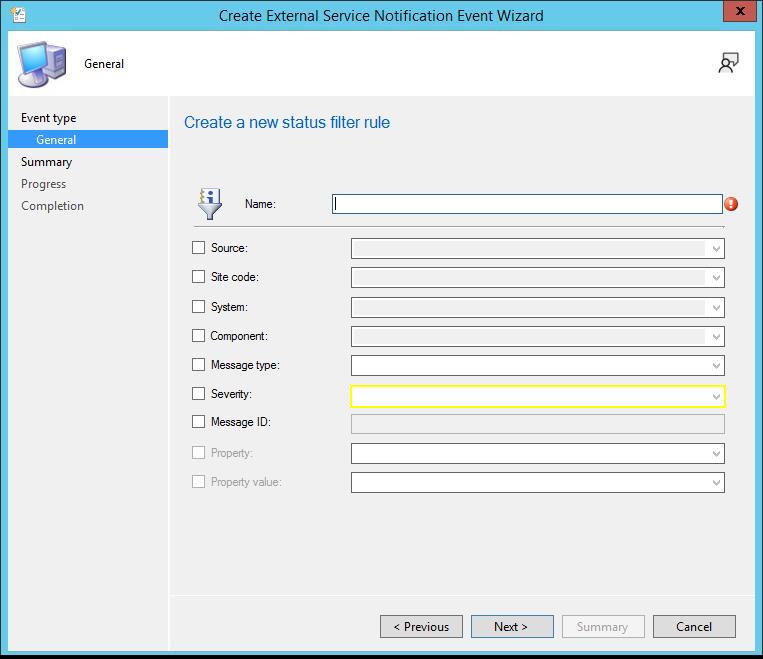 Create External Service Notification Event Wizard
X
General
Event type
General
Summary
Progress
Completion
Create a new status filter rule
Name:
Source:
Site code:
System:
Component:
Message type:
Severity:
Message ID:
Property:
Property value:
< Previous
Next >
Summary
Cancel